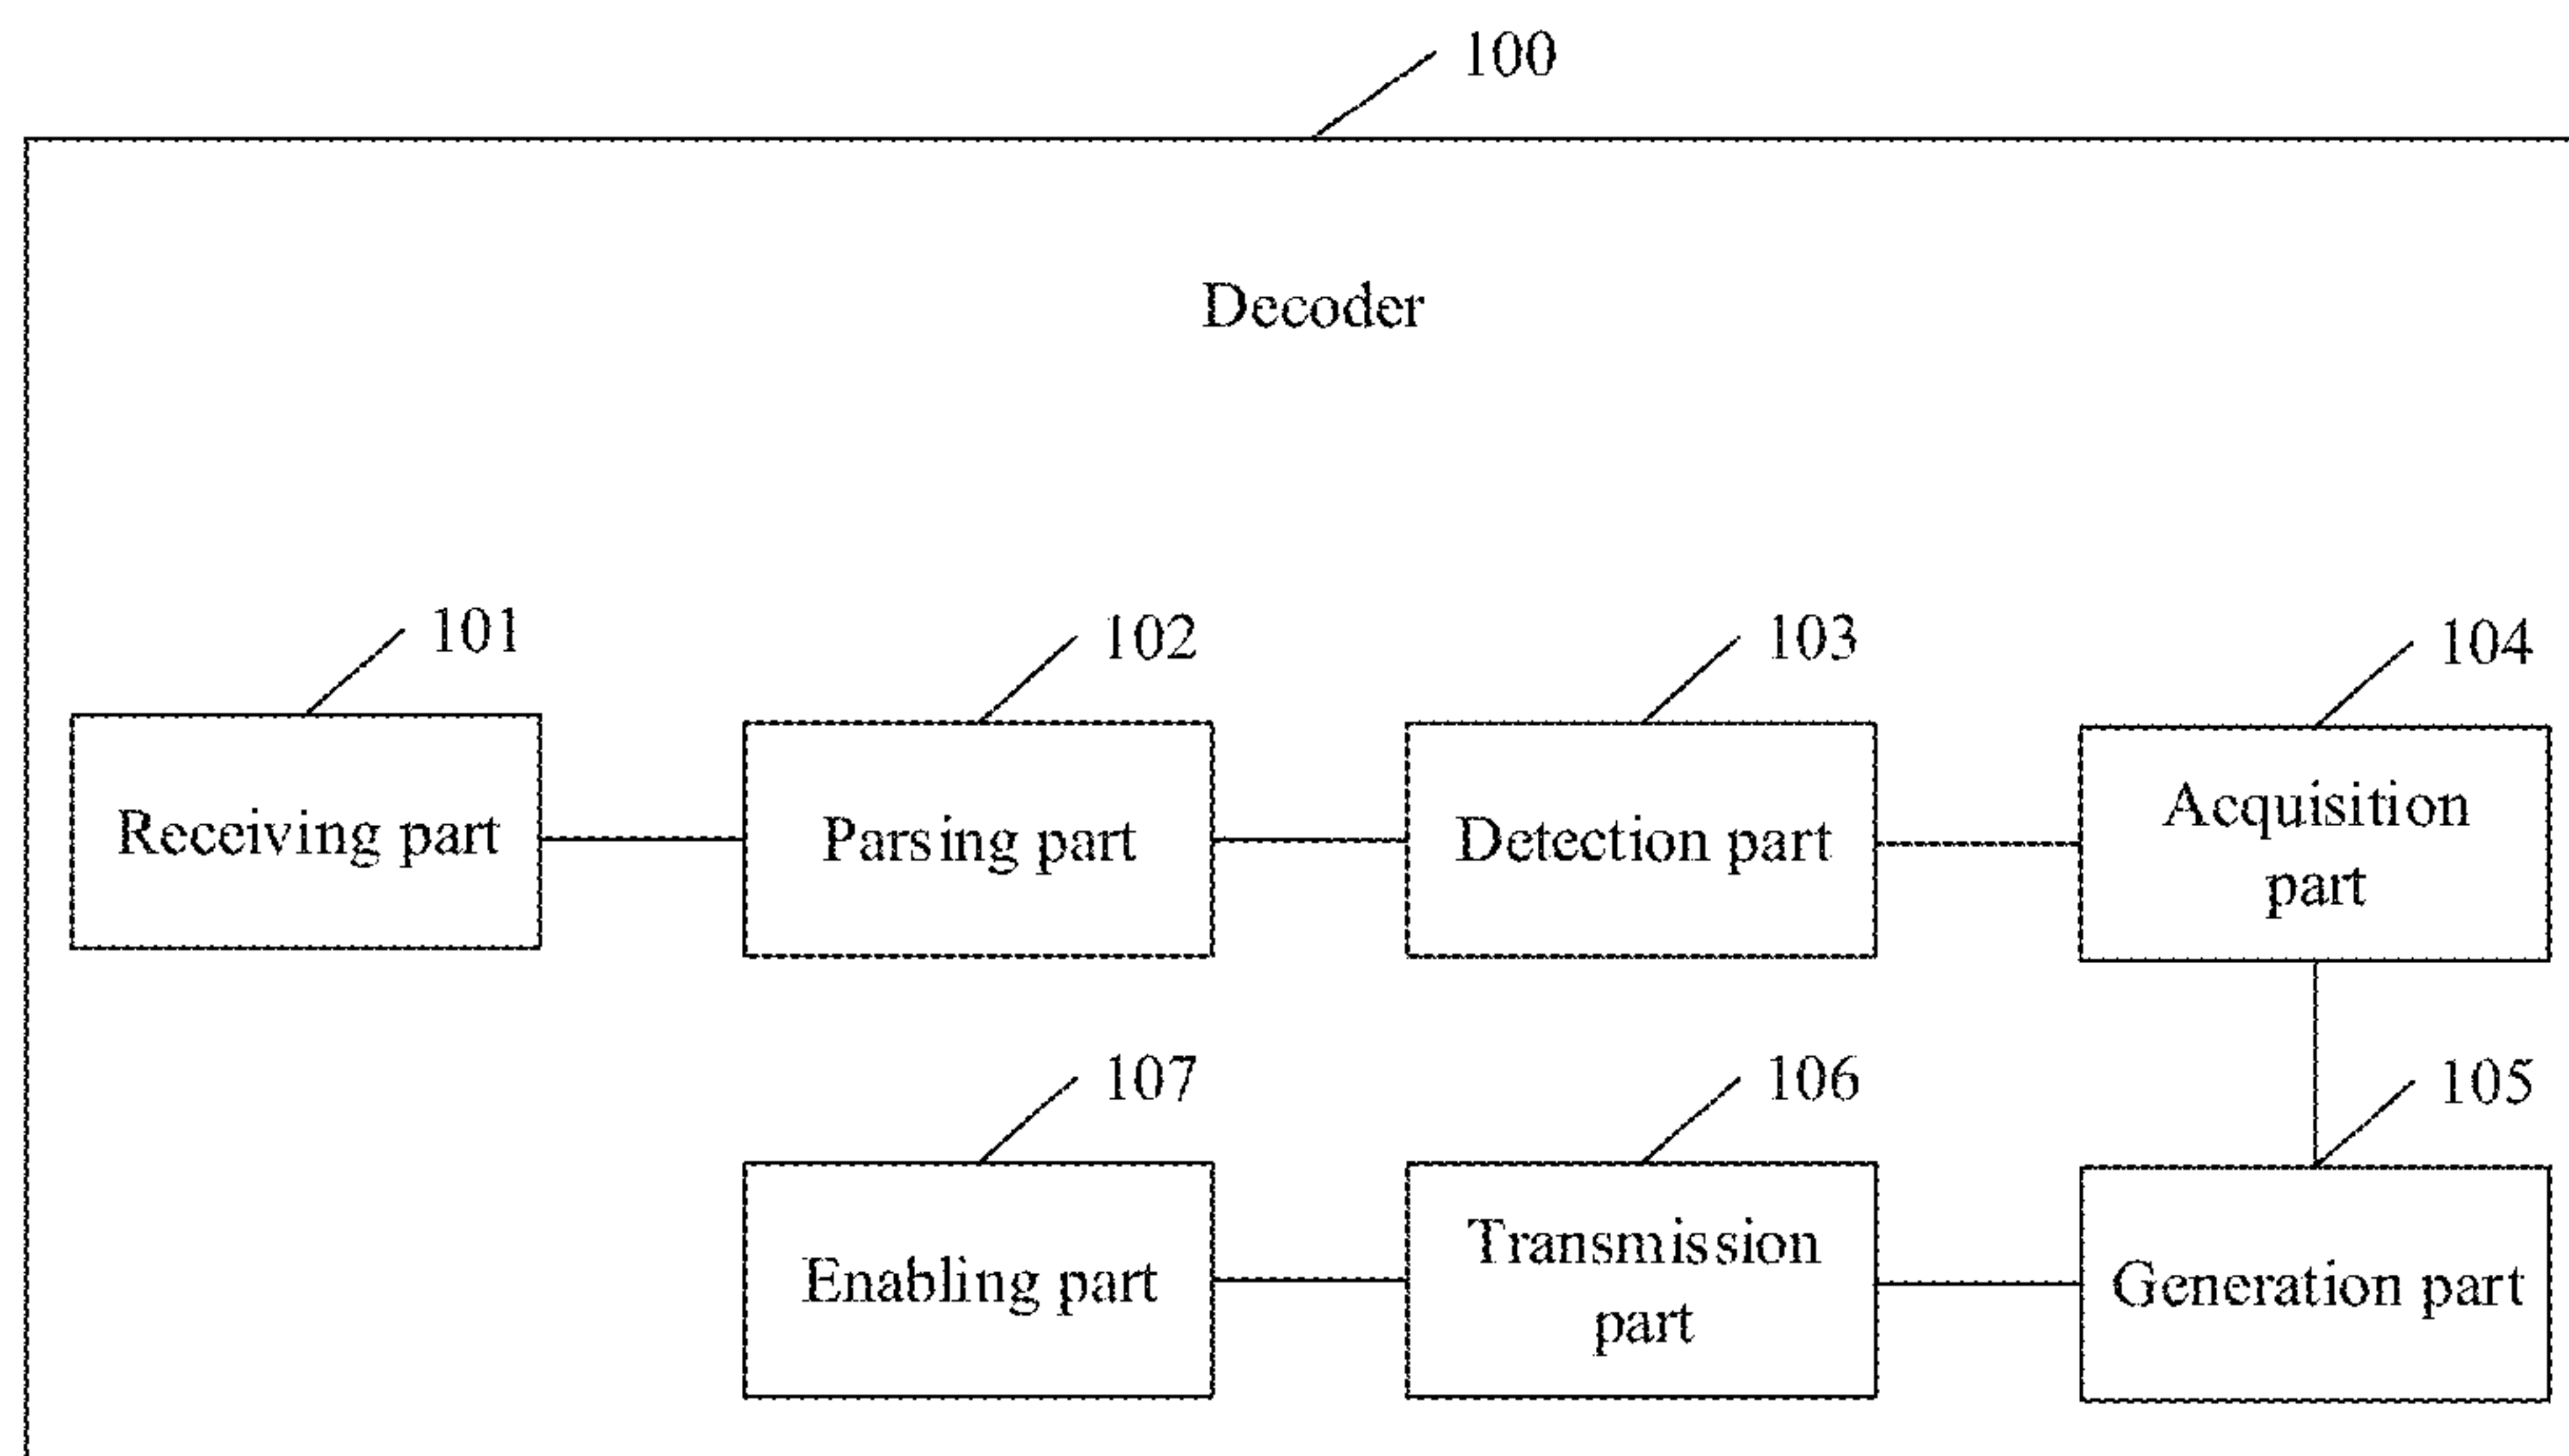 100
Decoder
101
102
103
104
Receiving part
Parsing part
Detection part
Acquisition
part
107
106
105
Enabling part
Transmission
part
Generation part